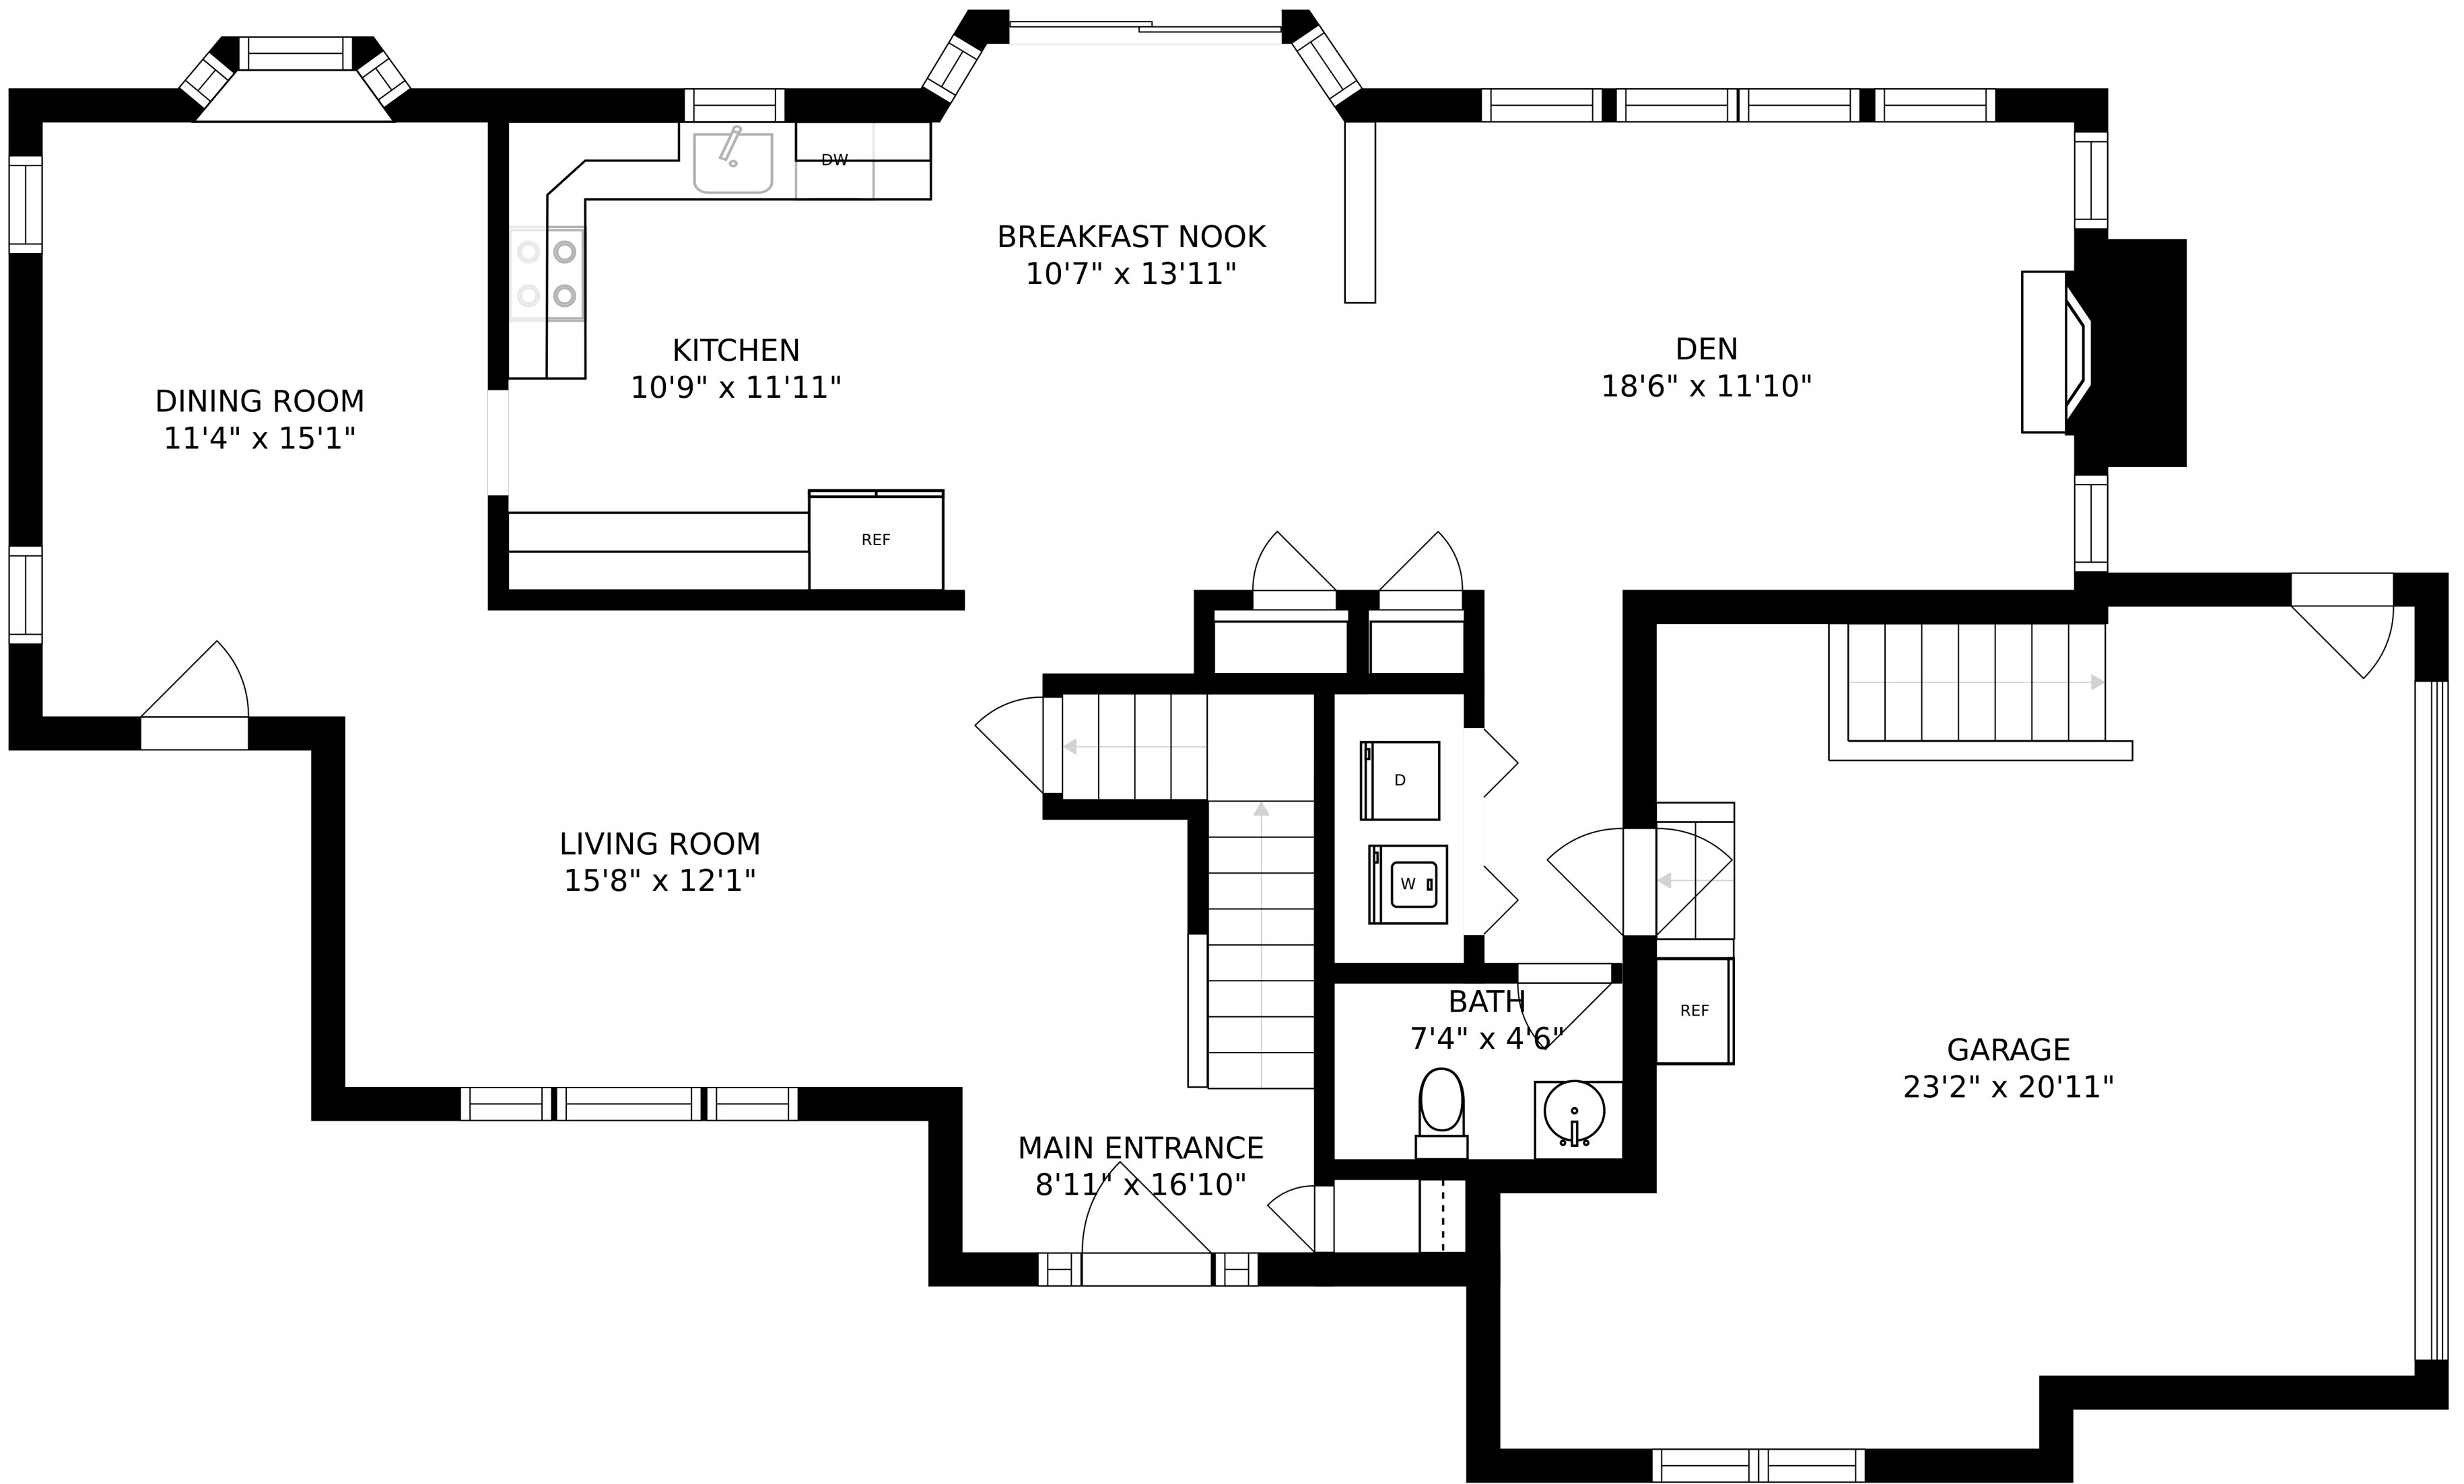 DW
BREAKFAST NOOK
10'7" x 13'11"
KITCHEN
10'9" x 11'11"
DEN
18'6" x 11'10"
DINING ROOM
11'4" x 15'1"
REF
LIVING ROOM
15'8" x 12'1"
D
W
BATH
7'4" x 4'6"
REF
GARAGE
23'2" x 20'11"
MAIN ENTRANCE
8'11" x 16'10"